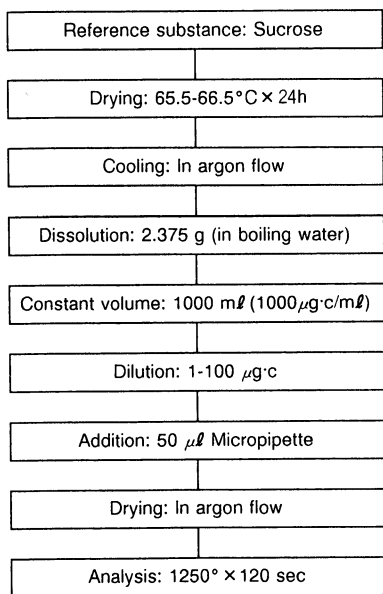 Reference substance: Sucrose
Drying: 65.5-66.5°C × 24h
Cooling: In argon flow
Dissolution: 2.375 g (in boiling water)
Constant volume: 1000 mℓ (1000μg·c/mℓ)
Dilution: 1-100 μg·c
Addition: 50 μℓ Micropipette
Drying: In argon flow
Analysis: 1250° × 120 sec